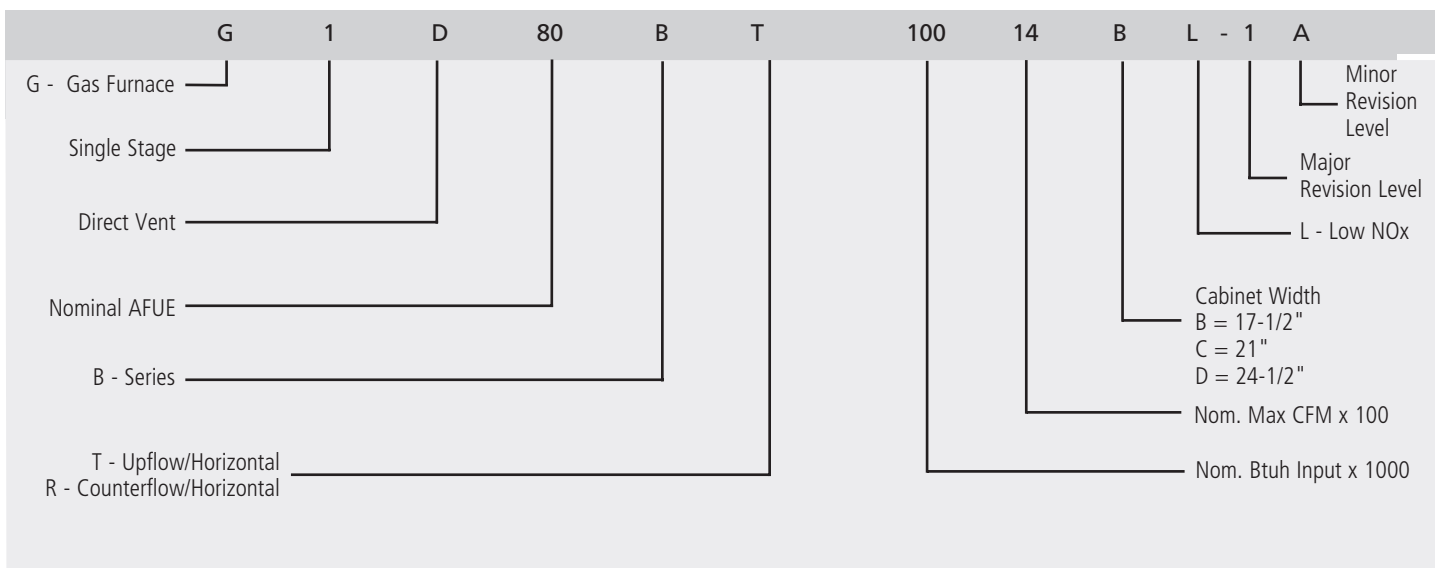 G 1 D 80 B T 100 14 B L - 1 A
G - Gas Furnace
Single Stage
Direct Vent
Nominal AFUE
B - Series
T - Upflow/Horizontal
R - Counterflow/Horizontal
Minor
Revision
Level
Major
Revision Level
L - Low NOx
Cabinet Width
B = 17-1/2"
C = 21"
D = 24-1/2"
Nom. Max CFM x 100
Nom. Btuh Input x 1000